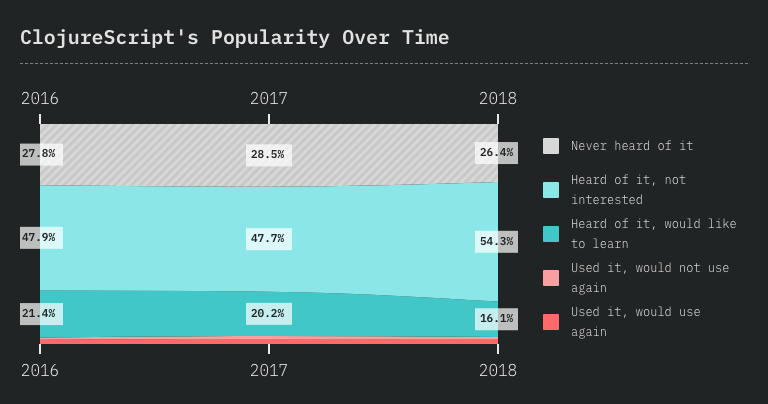 ClojureScript's Popularity Over Time
2016 2017 2018
27.8% 28.5% 26.4%
47.9% 47.7% 54.3%
21.4% 20.2% 16.1%
2016 2017 2018
Never heard of it
Heard of it, not
interested
Heard of it, would like
to learn
Used it, would not use
again
Used it, would use
again